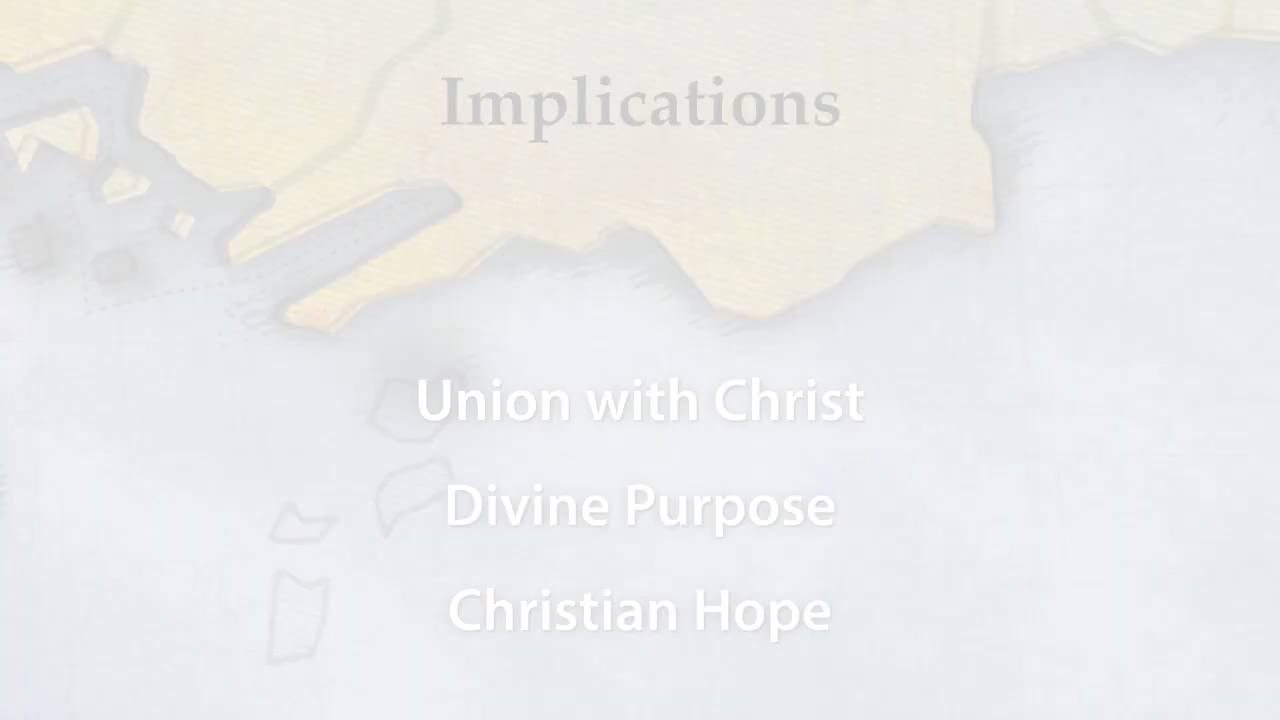 Implications
Union with Christ
Divine Purpose
Christian Hope